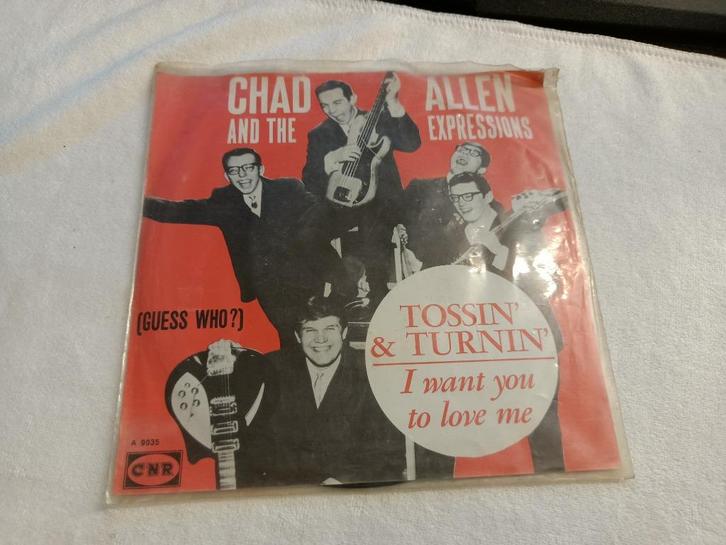 CHAD ALLEN
AND THE EXPRESSIONS
(GUESS WHO?)
TOSSIN'
& TURNIN'
I want you
to love me
A 9035
CNR